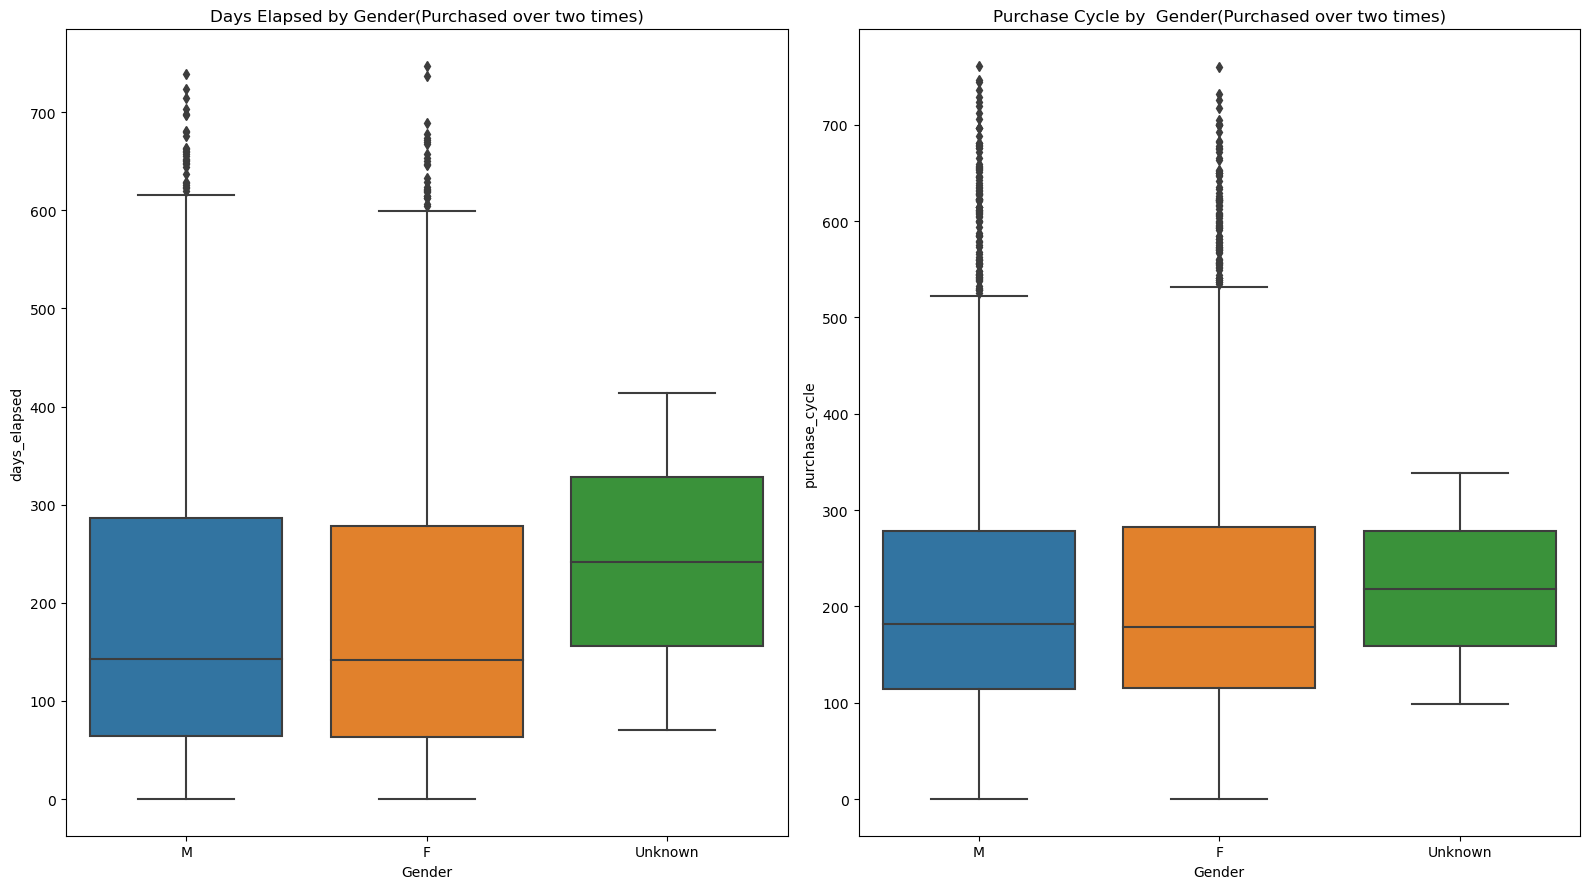 Days Elapsed by Gender(Purchased over two times)
days_elapsed
700
600
500
400
300
200
100
0
M
F
Unknown
Gender
Purchase Cycle by  Gender(Purchased over two times)
purchase_cycle
700
600
500
400
300
200
100
0
M
F
Unknown
Gender